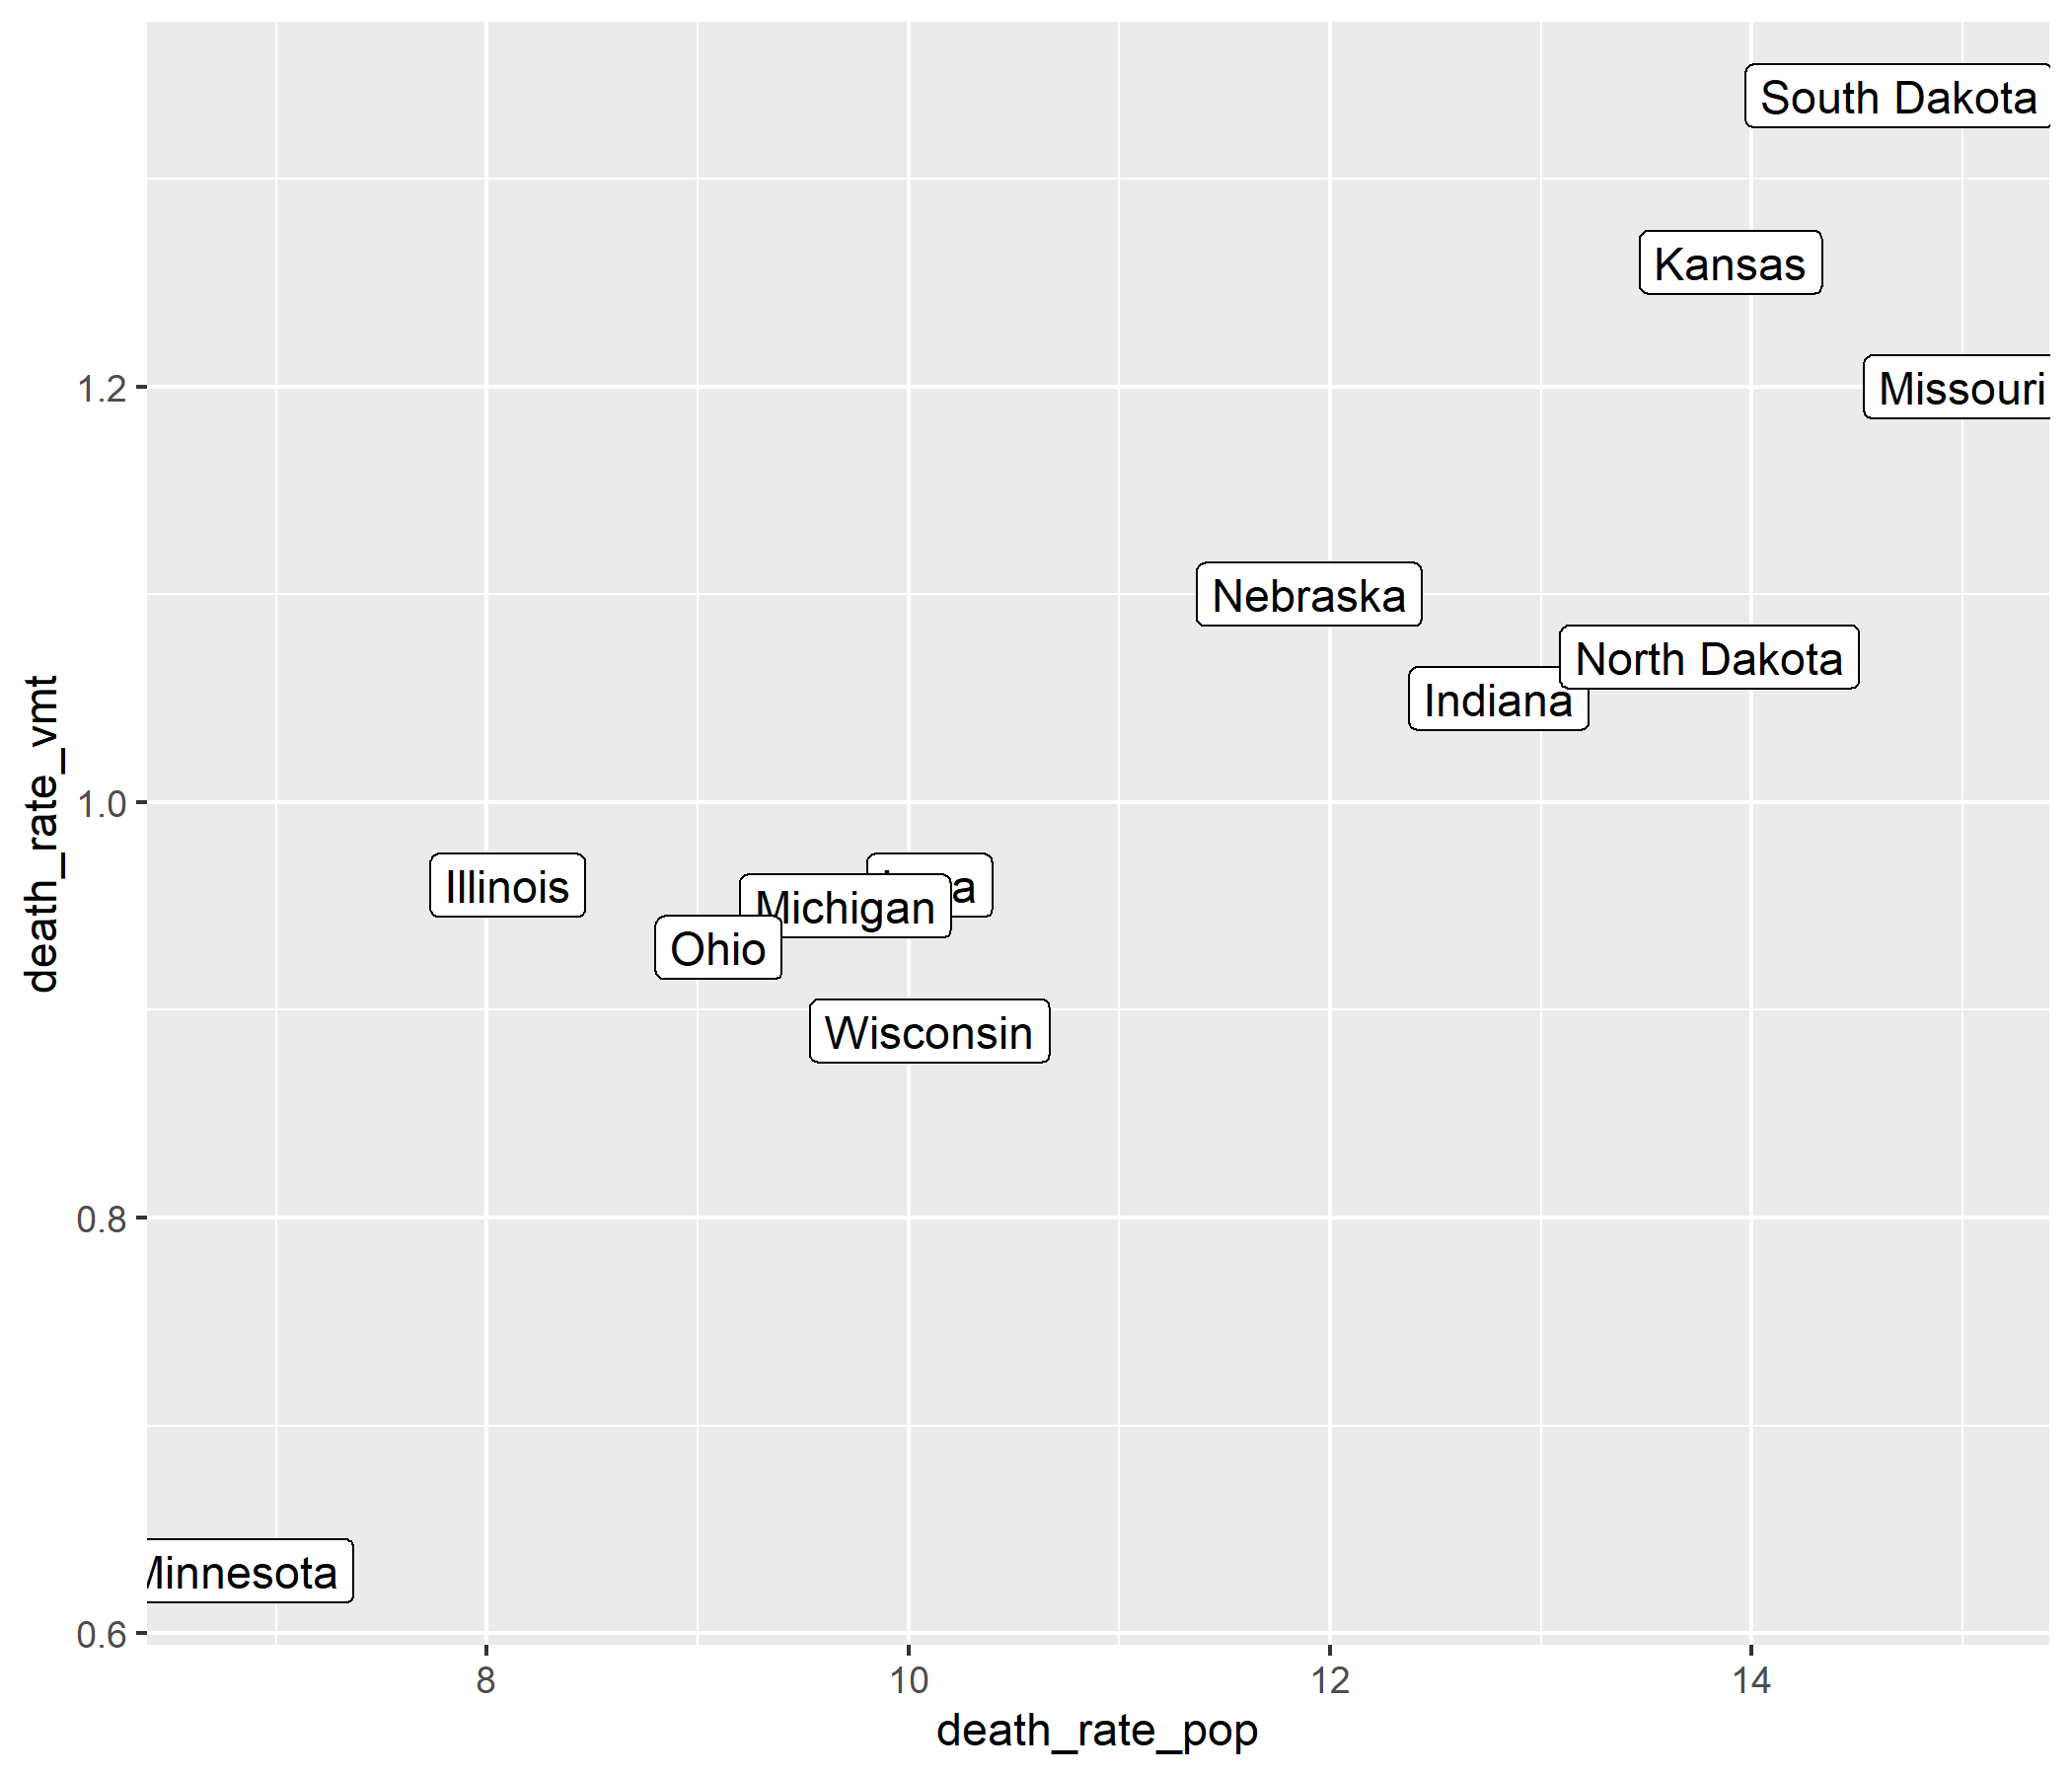 South Dakota
Kansas
1.2
Missouri
Nebraska
North Dakota
Indiana
1.0
Illinois
Michigan
Ohio
Wisconsin
0.8
Minnesota
0.6
8 10 12 14
death_rate_pop
death_rate_vmt